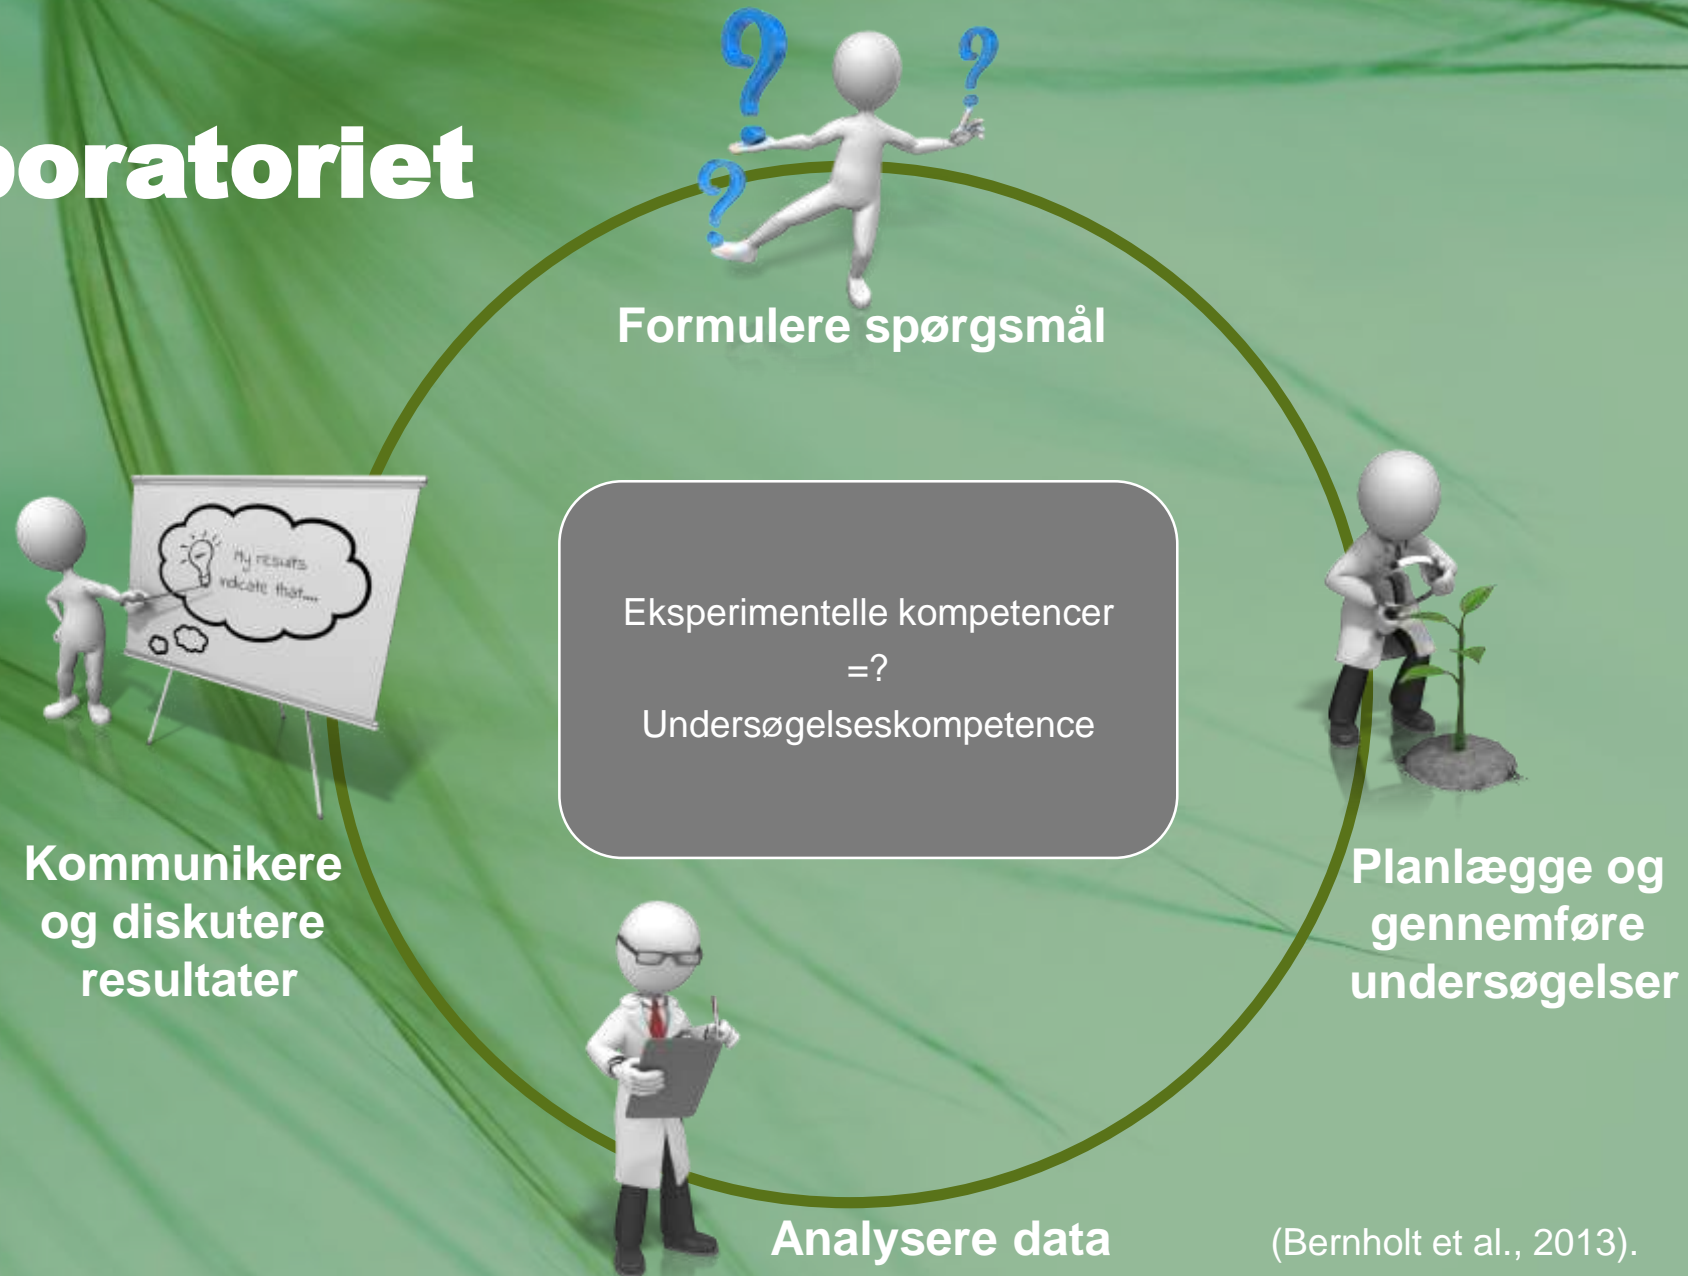 boratoriet
Formulere spørgsmål
My results
indicate that....
Eksperimentelle kompetencer
=?
Undersøgelseskompetence
Kommunikere
og diskutere
resultater
Planlægge og
gennemføre
undersøgelser
Analysere data
(Bernholt et al., 2013).